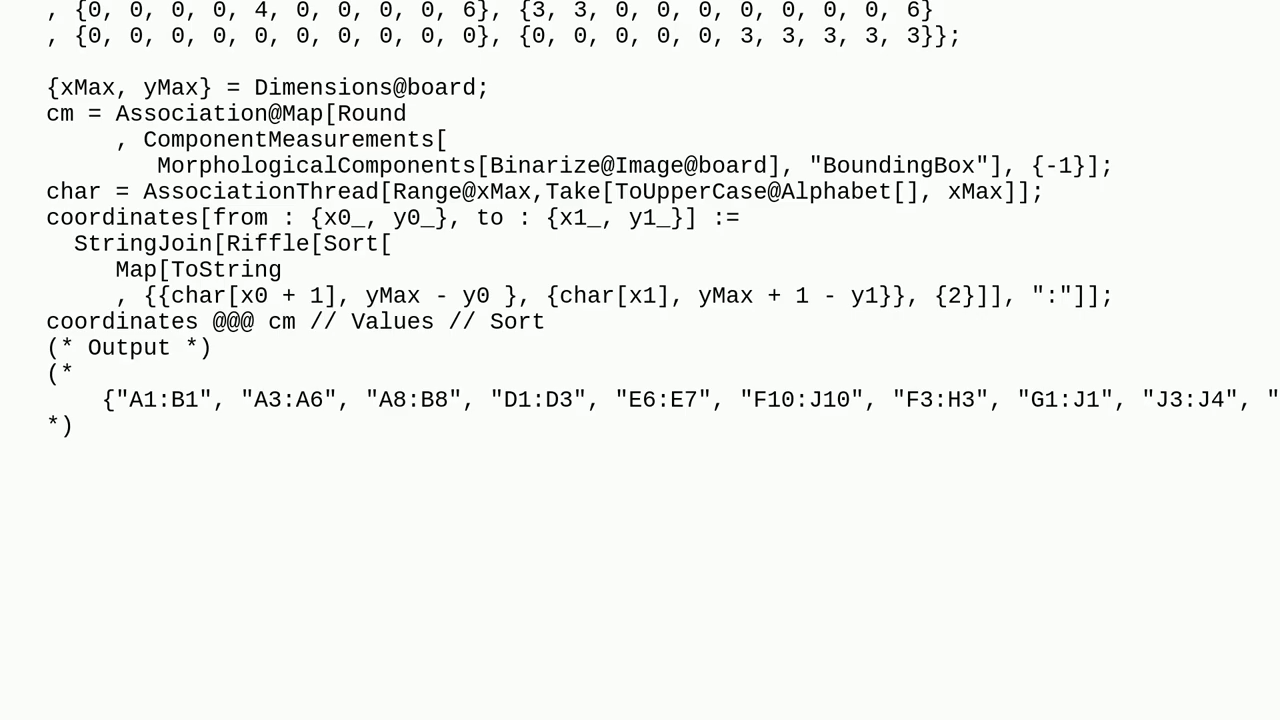 , {0, 0, 0, 0, 4, 0, 0, 0, 0, 6}, {3, 3, 0, 0, 0, 0, 0, 0, 0, 6}
, {0, 0, 0, 0, 0, 0, 0, 0, 0, 0}, {0, 0, 0, 0, 0, 3, 3, 3, 3, 3}};
{xMax, yMax} = Dimensions@board;
cm = Association@Map[Round
, ComponentMeasurements[
MorphologicalComponents[Binarize@Image@board], "BoundingBox"], {-1}];
char = AssociationThread[Range@xMax,Take[ToUpperCase@Alphabet[], xMax]];
coordinates[from : {x0_, y0_}, to : {x1_, y1_}] :=
StringJoin[Riffle[Sort[
Map[ToString
, {{char[x0 + 1], yMax - y0 }, {char[x1], yMax + 1 - y1}}, {2}]], ":"]];
coordinates @@@ cm // Values // Sort
(* Output *)
(*
{"A1:B1", "A3:A6", "A8:B8", "D1:D3", "E6:E7", "F10:J10", "F3:H3", "G1:J1", "J3:J4", "
*)